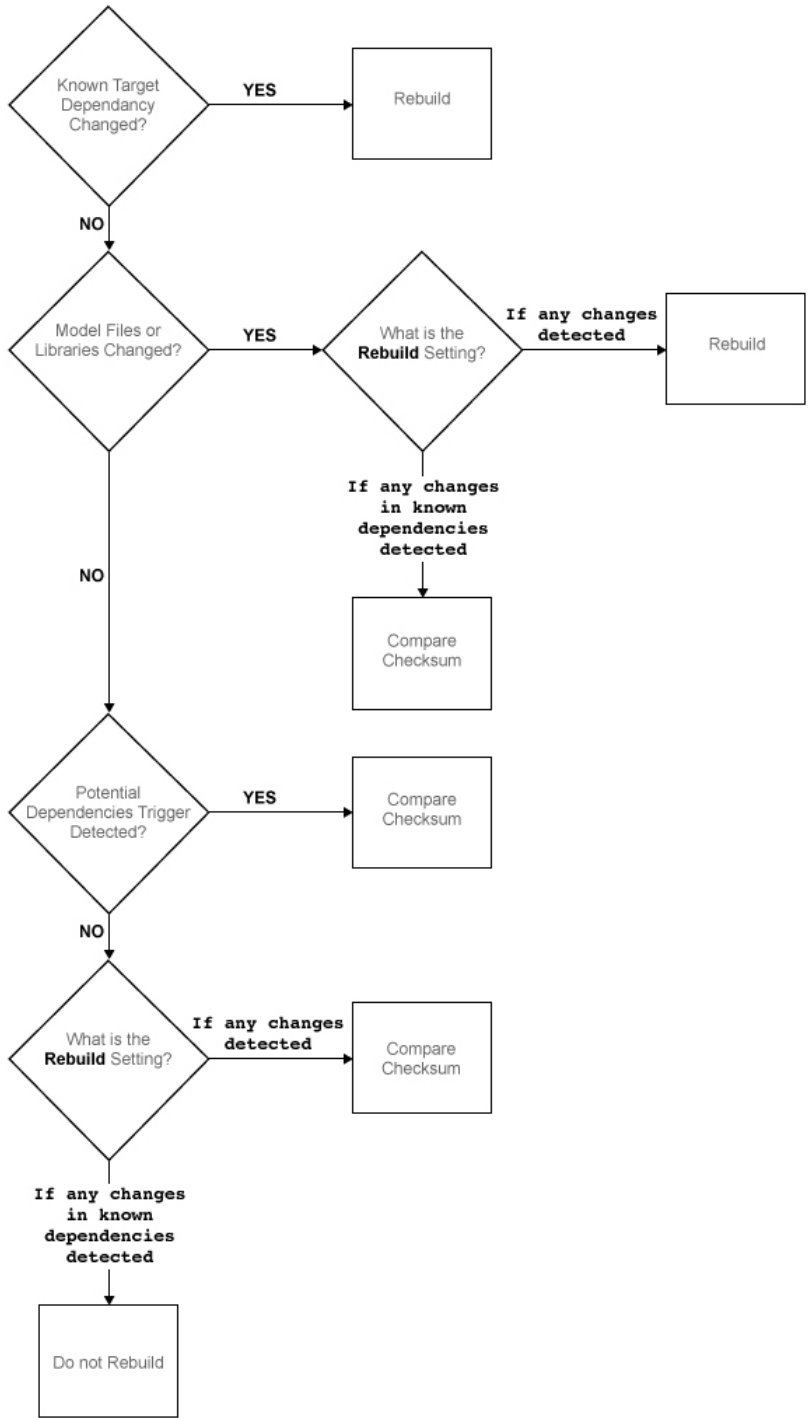 Known Target
Dependancy
Changed?
YES
Rebuild
NO
Model Files or
Libraries Changed?
YES
What is the
Rebuild Setting?
If any changes
detected
Rebuild
If any changes
in known
dependencies
detected
NO
Compare
Checksum
Potential
Dependencies Trigger
Detected?
YES
Compare
Checksum
NO
What is the
Rebuild Setting?
If any changes
detected
Compare
Checksum
If any changes
in known
dependencies
detected
Do not Rebuild